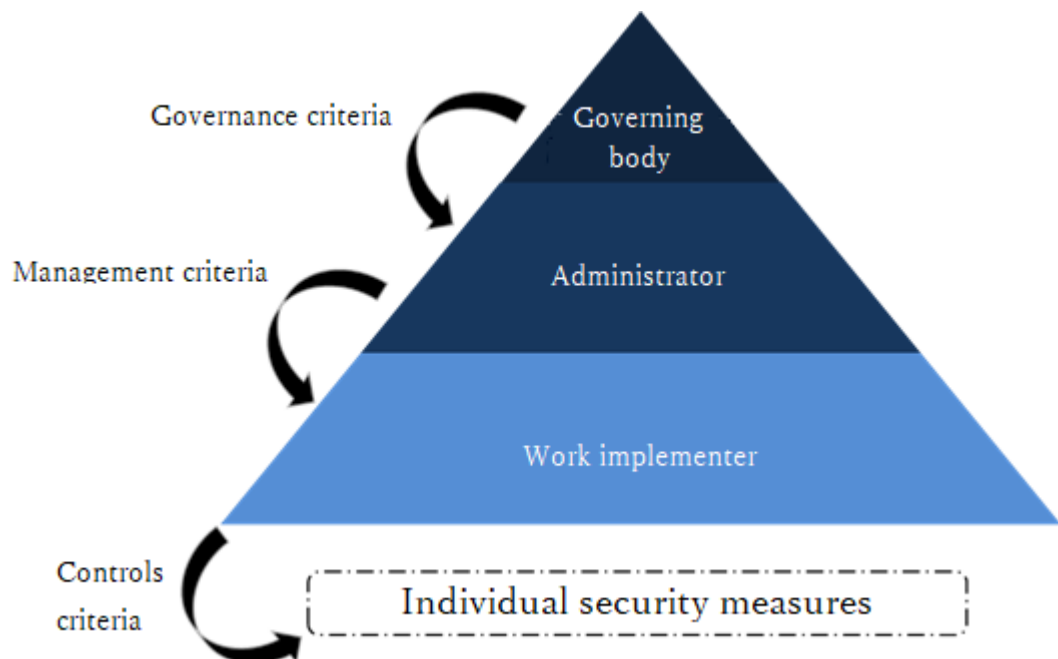 Governance criteria
Governing
body
Management criteria
Administrator
Work implementer
Controls
criteria
Individual security measures